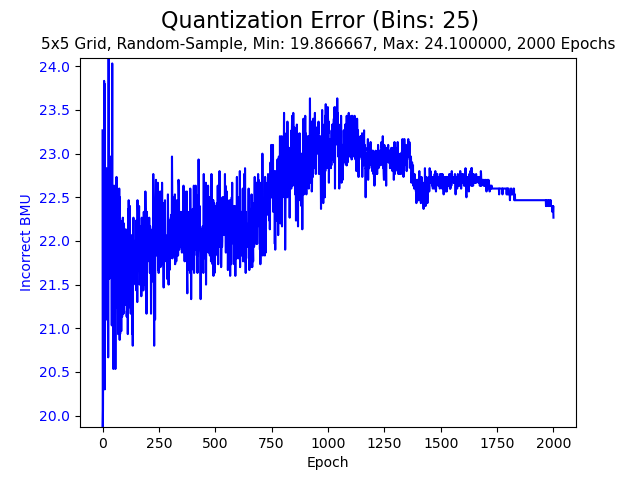 Quantization Error (Bins: 25)
5x5 Grid, Random-Sample, Min: 19.866667, Max: 24.100000, 2000 Epochs
24.0
23.5
23.0
22.5
22.0
21.5
21.0
20.5
20.0
Incorrect BMU
0 250 500 750 1000 1250 1500 1750 2000
Epoch